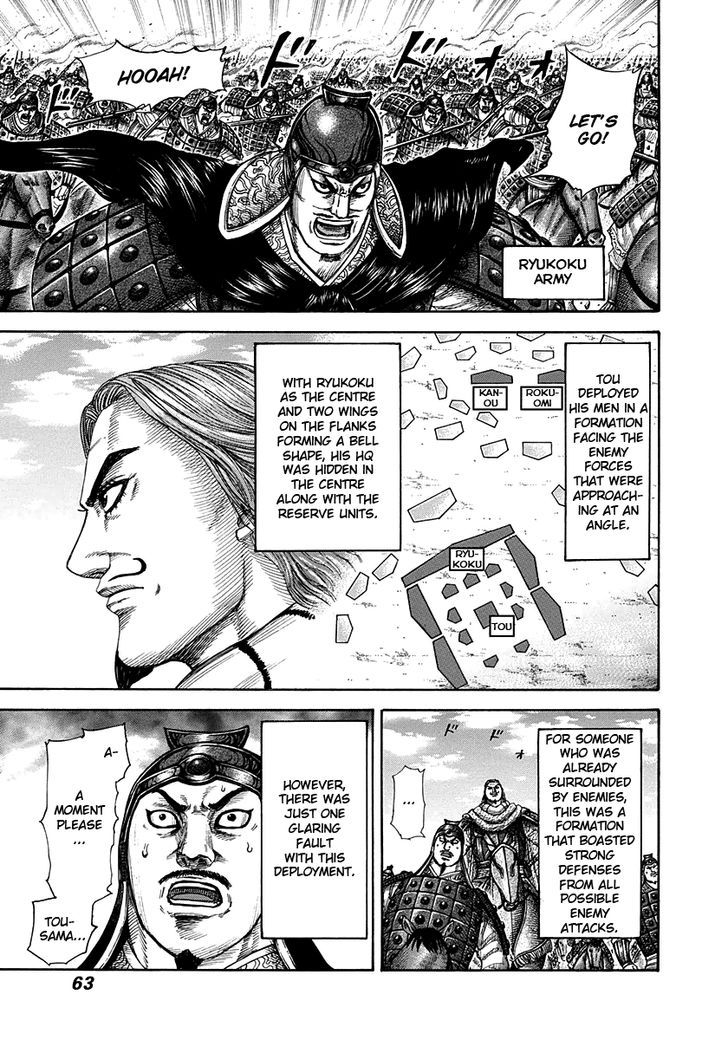 LET'S
GO!
ドドォォ
HOOAH!
RYUKOKU
ARMY
TOU
DEPLOYED
HIS MEN IN A
FORMATION
FACING THE
ENEMY
FORCES
THAT WERE
APPROACH-
ING AT AN
ANGLE.
KAN-
OU
ROKU-
OMI
RYU-
KOKU
TOU
WITH RYUKOKU
AS THE CENTRE
AND TWO WINGS
ON THE FLANKS
FORMING A BELL
SHAPE, HIS HQ
WAS HIDDEN IN
THE CENTRE
ALONG WITH THE
RESERVE UNITS.
FOR SOMEONE
WHO WAS
ALREADY
SURROUNDED
BY ENEMIES,
THIS WAS A
FORMATION
THAT BOASTED
STRONG
DEFENSES
FROM ALL
POSSIBLE
ENEMY
ATTACKS.
ドドォ
...
HOWEVER,
THERE WAS
JUST ONE
GLARING
FAULT
WITH THIS
DEPLOYMENT.
A-
A
MOMENT
PLEASE
...
TOU-
SAMA...
63